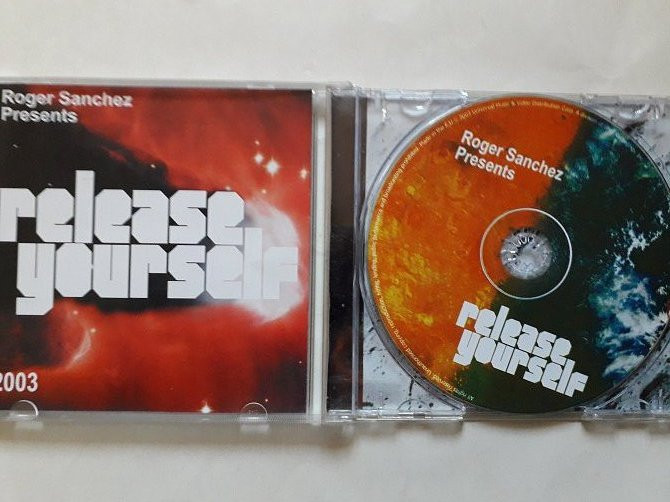 Roger Sanchez
Presents
release
yourself
2003
Roger Sanchez
Presents
release
yourself